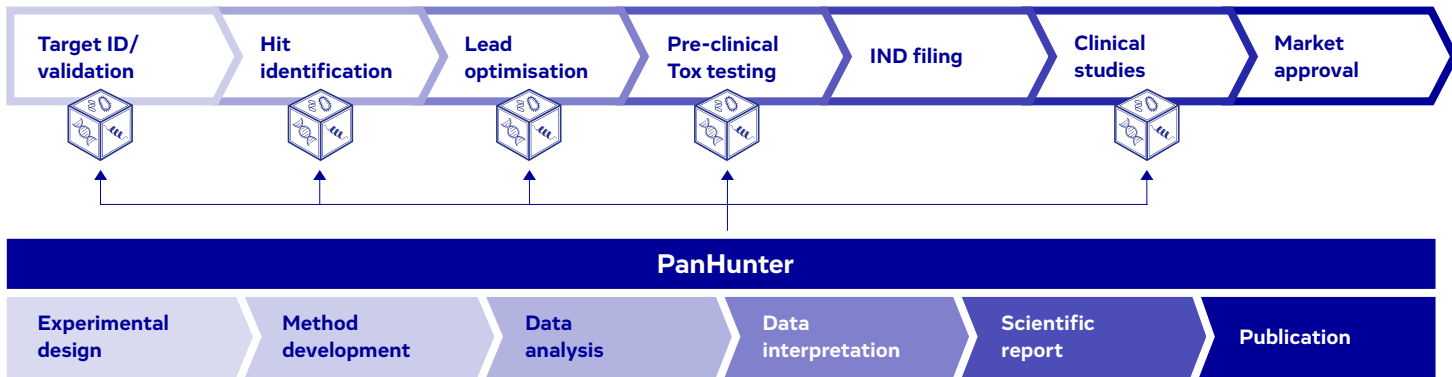 Target ID/
validation
Hit
identification
Lead
optimisation
Pre-clinical
Tox testing
IND filing
Clinical
studies
Market
approval
PanHunter
Experimental
design
Method
development
Data
analysis
Data
interpretation
Scientific
report
Publication